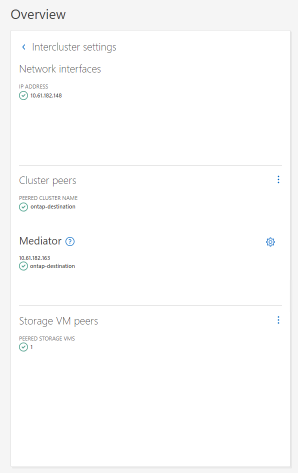 Overview
Intercluster settings
Network interfaces
IP ADDRESS
10.61.182.148
Cluster peers
PEERED CLUSTER NAME
ontap-destination
Mediator ?
10.61.182.163
ontap-destination
Storage VM peers
PEERED STORAGE VMS
1